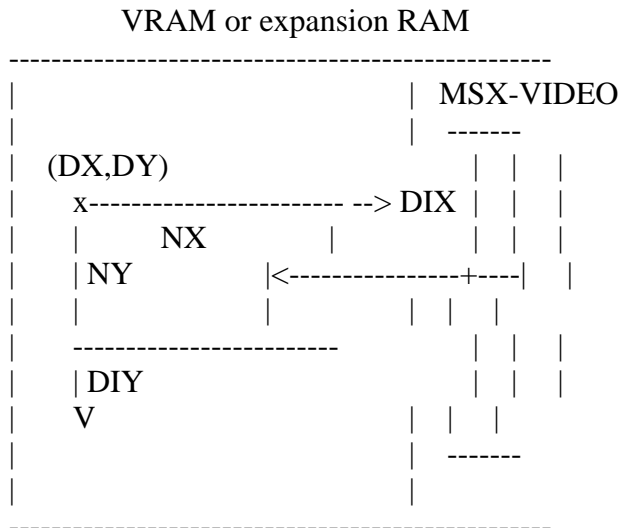 VRAM or expansion RAM
MSX-VIDEO
(DX,DY)
x------------------------ --> DIX
NX
NY
DIY
V